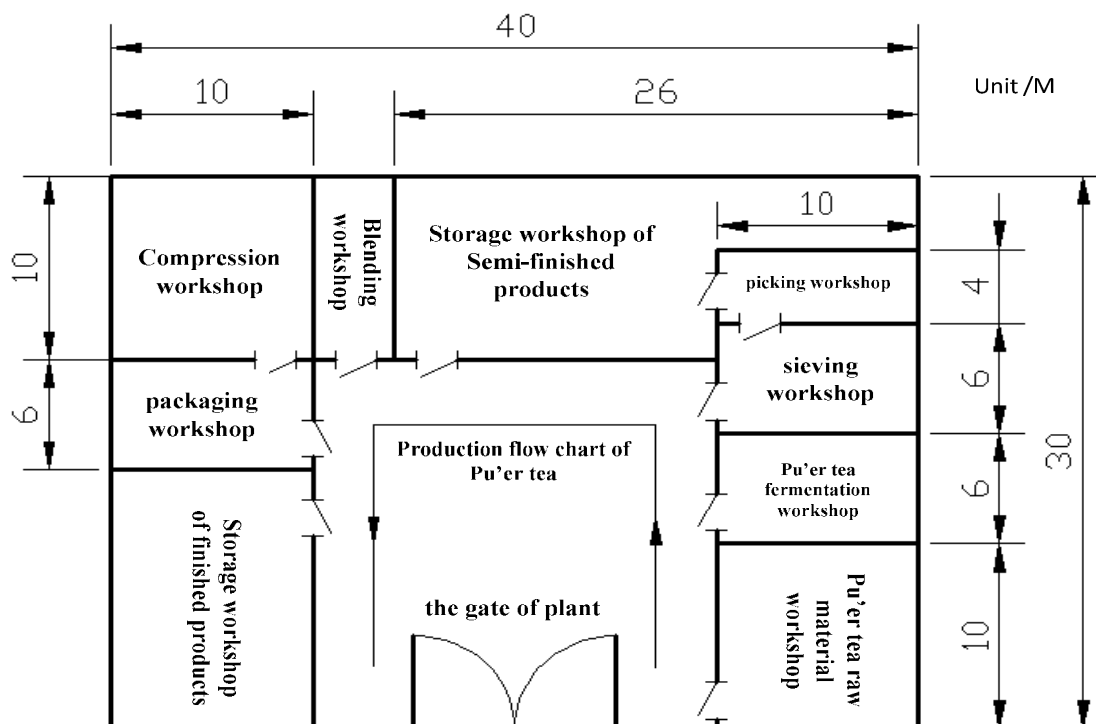 40
10
26
Unit /M
10
Compression
workshop
Blending
workshop
Storage workshop of
Semi-finished
products
10
picking workshop
4
sieving
workshop
6
6
packaging
workshop
Production flow chart of
Pu'er tea
Pu'er tea
fermentation
workshop
6
30
Storage workshop
of finished products
the gate of plant
Pu'er tea raw
material
workshop
10